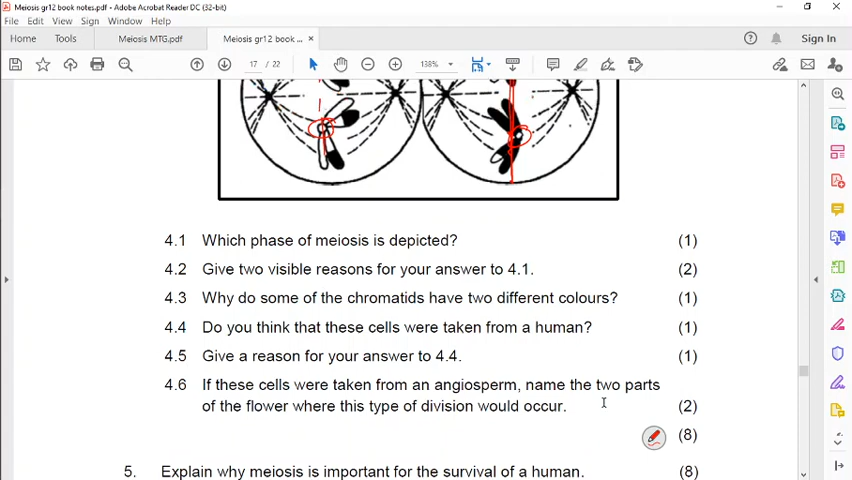 Meiosis gr12 book notes.pdf - Adobe Acrobat Reader DC (32-bit)
File Edit View Sign Window Help
Home Tools Meiosis MTG.pdf Meiosis gr12 book ... × Sign In
17 / 22 138%
4.1 Which phase of meiosis is depicted? (1)
4.2 Give two visible reasons for your answer to 4.1. (2)
4.3 Why do some of the chromatids have two different colours? (1)
4.4 Do you think that these cells were taken from a human? (1)
4.5 Give a reason for your answer to 4.4. (1)
4.6 If these cells were taken from an angiosperm, name the two parts
of the flower where this type of division would occur. (2)
(8)
5. Explain why meiosis is important for the survival of a human. (8)